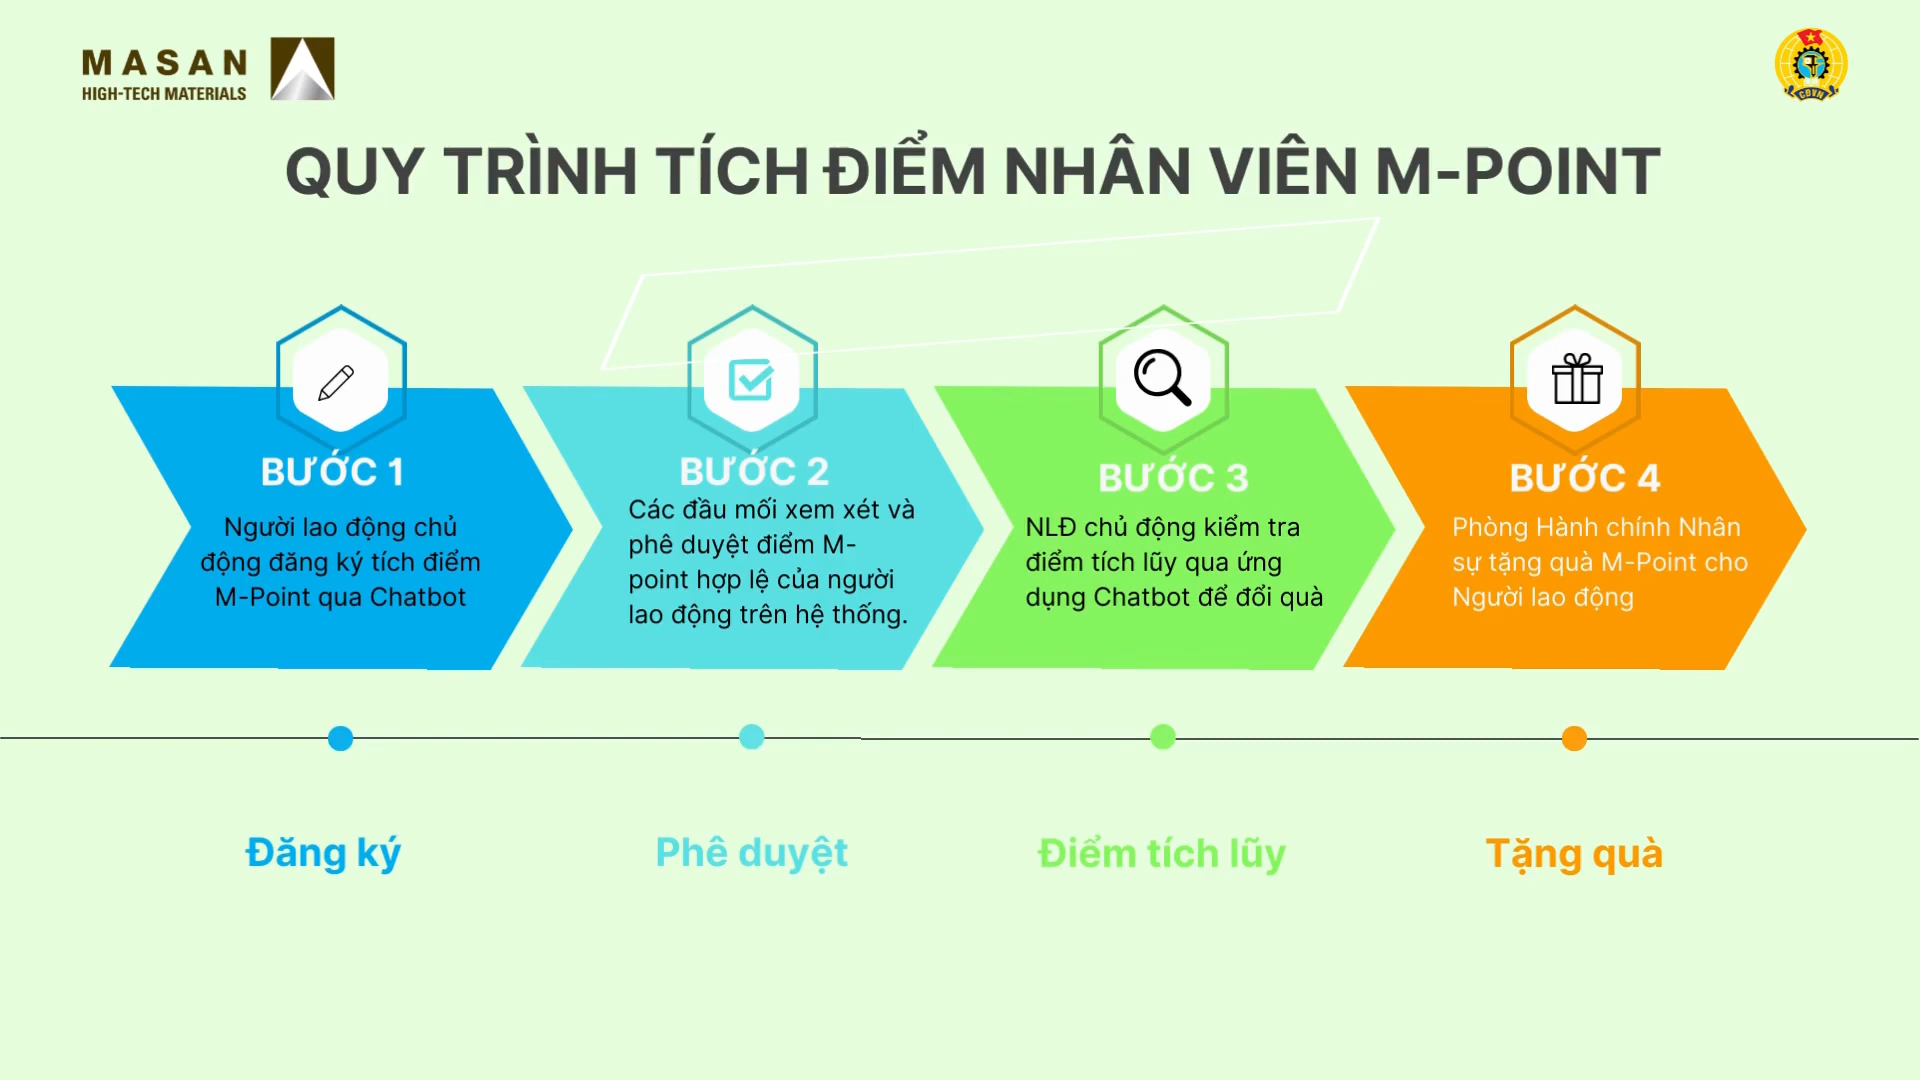 MASAN
HIGH-TECH MATERIALS
CĐVN
QUY TRÌNH TÍCH ĐIỂM NHÂN VIÊN M-POINT
BƯỚC 1
Người lao động chủ
động đăng ký tích điểm
M-Point qua Chatbot
BƯỚC 2
Các đầu mối xem xét và
phê duyệt điểm M-
point hợp lệ của người
lao động trên hệ thống.
BƯỚC 3
NLĐ chủ động kiểm tra
điểm tích lũy qua ứng
dụng Chatbot để đổi quà
BƯỚC 4
Phòng Hành chính Nhân
sự tặng quà M-Point cho
Người lao động
Đăng ký
Phê duyệt
Điểm tích lũy
Tặng quà